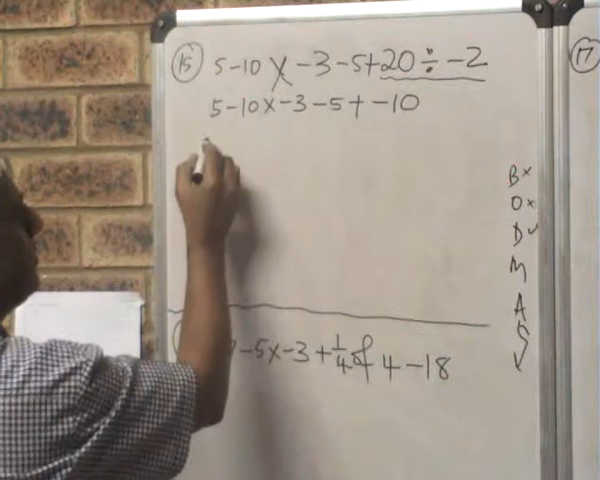 15 5-10 X -3-5+20÷-2
5-10x-3-5+-10
B×
O×
D✓
M
A
S
-5x-3+1/4 of 4-18
17